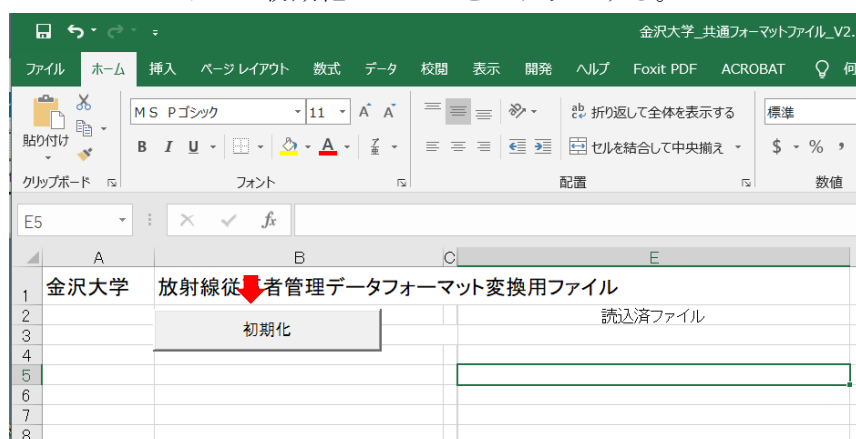 金沢大学_共通フォーマットファイル_V2.
ファイル ホーム 挿入 ページ レイアウト 数式 データ 校閲 表示 開発 ヘルプ Foxit PDF ACROBAT 何
貼り付け
MS Pゴシック 11 A A
ab 折り返して全体を表示する 標準
B I U A
セルを結合して中央揃え $ % ,
クリップボード フォント 配置 数値
E5 fx
A B C E
1 金沢大学 放射線従事者管理データフォーマット変換用ファイル
2 読込済ファイル
初期化
3
4
5
6
7
8